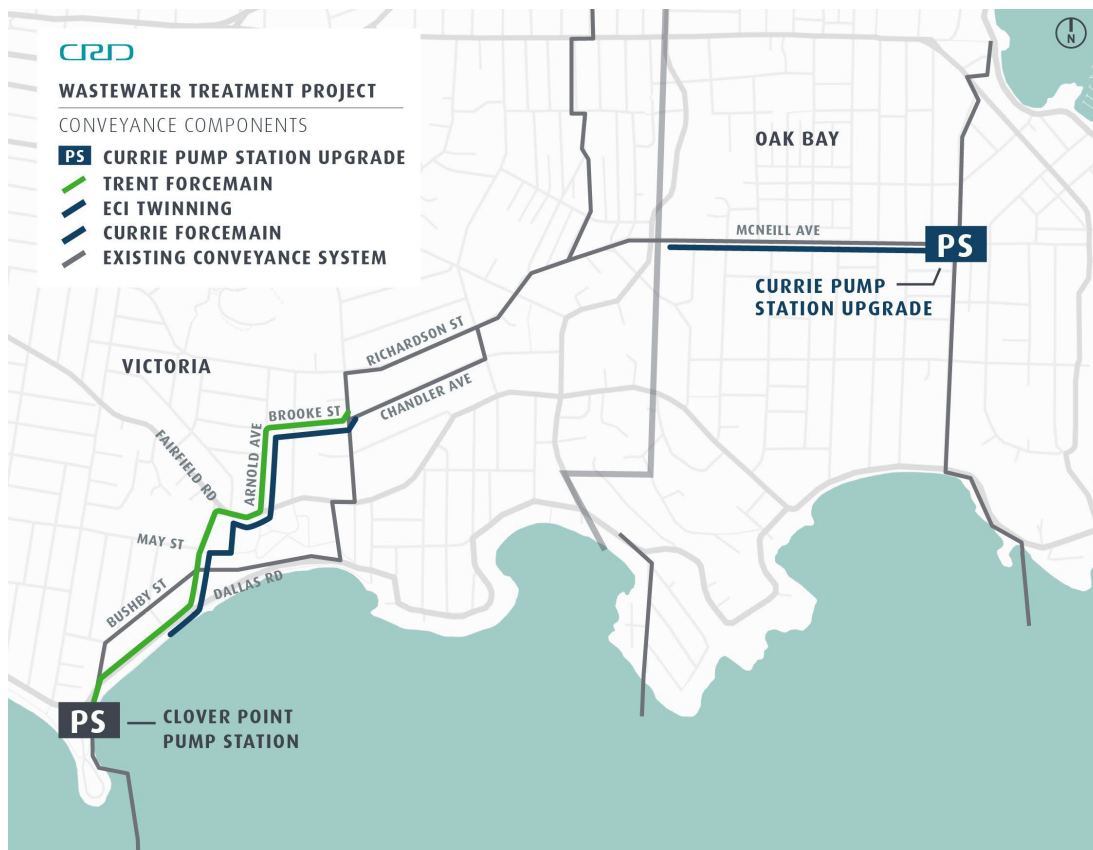 CRD
WASTEWATER TREATMENT PROJECT
CONVEYANCE COMPONENTS
PS CURRIE PUMP STATION UPGRADE
TRENT FORCEMAIN
ECI TWINNING
CURRIE FORCEMAIN
EXISTING CONVEYANCE SYSTEM
N
OAK BAY
MCNEILL AVE
PS
CURRIE PUMP
STATION UPGRADE
RICHARDSON ST
VICTORIA
CHANDLER AVE
BROOKE ST
ARNOLD AVE
FAIRFIELD RD
MAY ST
DALLAS RD
BUSHBY ST
PS
CLOVER POINT
PUMP STATION